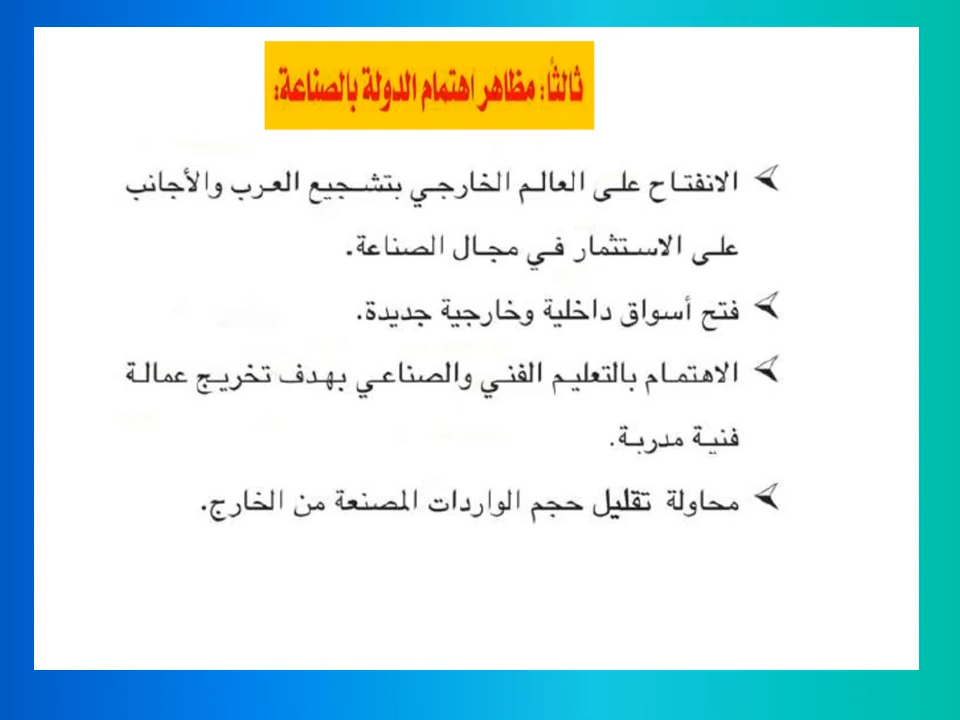 ثالثًا: مظاهر اهتمام الدولة بالصناعة:
الانفتاح على العالم الخارجي بتشجيع العرب والأجانب
على الاستثمار في مجال الصناعة.
فتح أسواق داخلية وخارجية جديدة.
الاهتمام بالتعليم الفني والصناعي بهدف تخريج عمالة
فنية مدربة.
محاولة تقليل حجم الواردات المصنعة من الخارج.